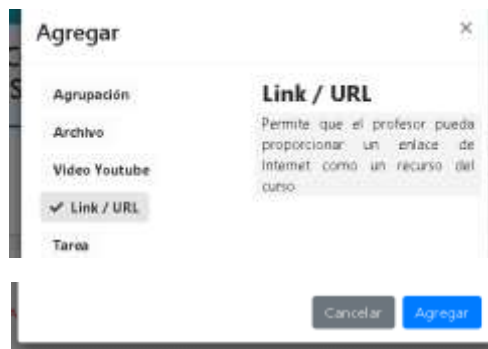 Agregar ×
Agrupación
Archivo
Video Youtube
✔ Link / URL
Tarea
Link / URL
Permite que el profesor pueda
proporcionar un enlace de
Internet como un recurso del
curso
Cancelar
Agregar